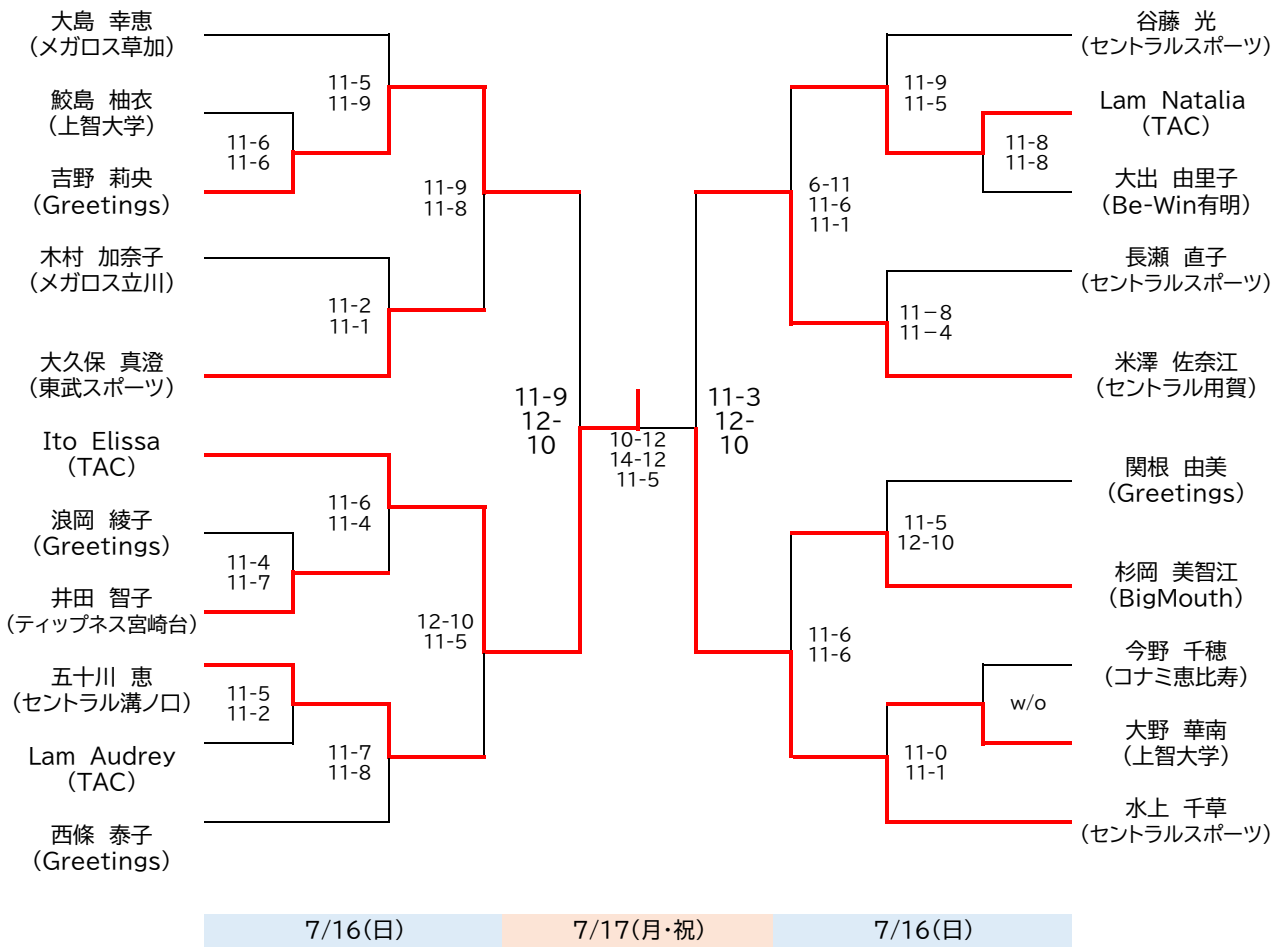 大島 幸恵
(メガロス草加)
鮫島 柚衣
(上智大学)
吉野 莉央
(Greetings)
木村 加奈子
(メガロス立川)
大久保 真澄
(東武スポーツ)
Ito Elissa
(TAC)
浪岡 綾子
(Greetings)
井田 智子
(ティップネス宮崎台)
五十川 恵
(セントラル溝ノ口)
Lam Audrey
(TAC)
西條 泰子
(Greetings)
11-6
11-6
11-4
11-7
11-5
11-2
11-5
11-9
11-2
11-1
11-6
11-4
11-7
11-8
11-9
11-8
12-10
11-5
11-9
12-
10
10-12
14-12
11-5
11-3
12-
10
6-11
11-6
11-1
11-6
11-6
11-9
11-5
11-8
11-4
11-5
12-10
11-0
11-1
11-8
11-8
w/o
谷藤 光
(セントラルスポーツ)
Lam Natalia
(TAC)
大出 由里子
(Be-Win有明)
長瀬 直子
(セントラルスポーツ)
米澤 佐奈江
(セントラル用賀)
関根 由美
(Greetings)
杉岡 美智江
(BigMouth)
今野 千穂
(コナミ恵比寿)
大野 華南
(上智大学)
水上 千草
(セントラルスポーツ)
7/16(日)
7/17(月・祝)
7/16(日)